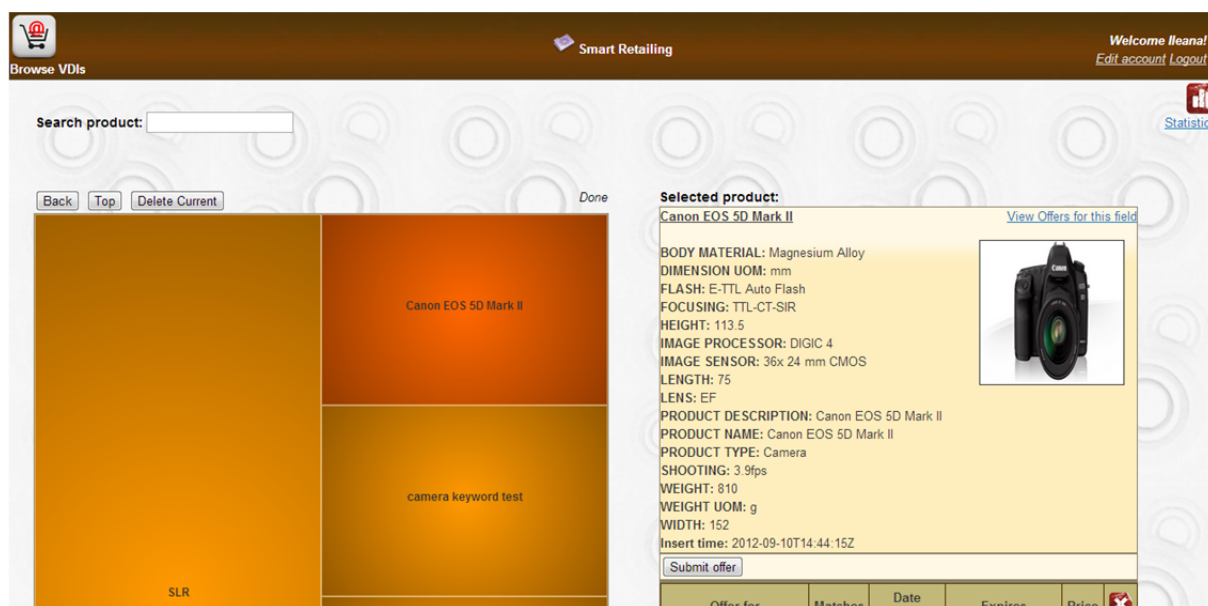 Smart Retailing
Welcome Ileana!
Edit account Logout
Browse VDIs
Search product:
Back Top Delete Current Done
Canon EOS 5D Mark II
camera keyword test
SLR
Selected product:
Canon EOS 5D Mark II View Offers for this field
BODY MATERIAL: Magnesium Alloy
DIMENSION UOM: mm
FLASH: E-TTL Auto Flash
FOCUSING: TTL-CT-SIR
HEIGHT: 113.5
IMAGE PROCESSOR: DIGIC 4
IMAGE SENSOR: 36x 24 mm CMOS
LENGTH: 75
LENS: EF
PRODUCT DESCRIPTION: Canon EOS 5D Mark II
PRODUCT NAME: Canon EOS 5D Mark II
PRODUCT TYPE: Camera
SHOOTING: 3.9fps
WEIGHT: 810
WEIGHT UOM: g
WIDTH: 152
Insert time: 2012-09-10T14:44:15Z
Submit offer
Offer for Matches Date Expires Price